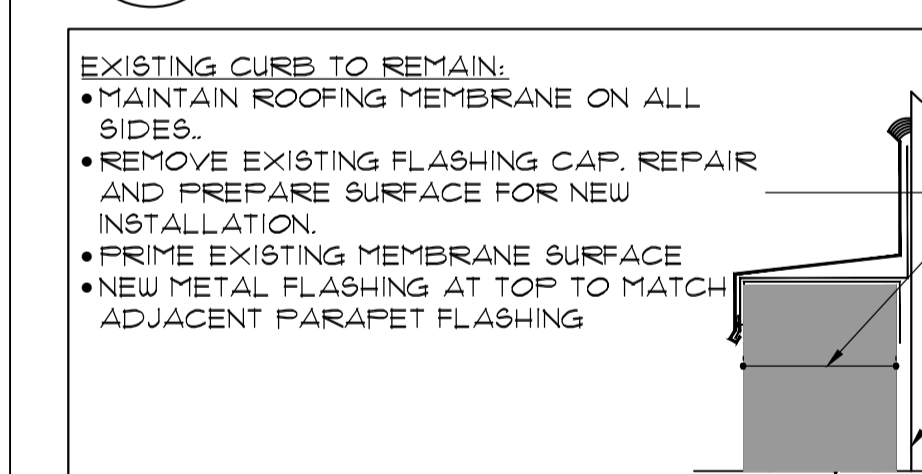 EXISTING CURB TO REMAIN:
•MAINTAIN ROOFING MEMBRANE ON ALL
SIDES..
•REMOVE EXISTING FLASHING CAP. REPAIR
AND PREPARE SURFACE FOR NEW
INSTALLATION.
•PRIME EXISTING MEMBRANE SURFACE
•NEW METAL FLASHING AT TOP TO MATCH
ADJACENT PARAPET FLASHING